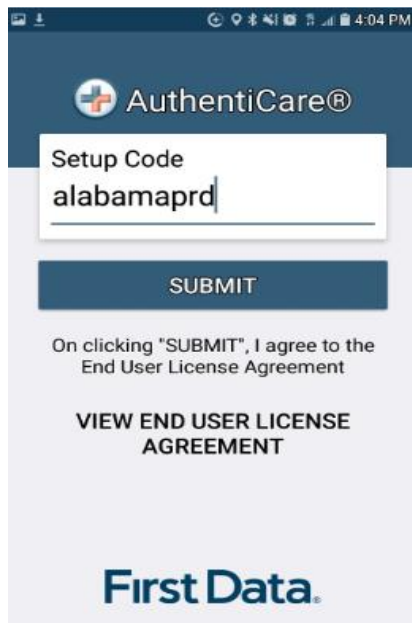 4:04 PM
AuthentiCare®
Setup Code
alabamaprd
SUBMIT
On clicking "SUBMIT", I agree to the
End User License Agreement
VIEW END USER LICENSE
AGREEMENT
First Data.